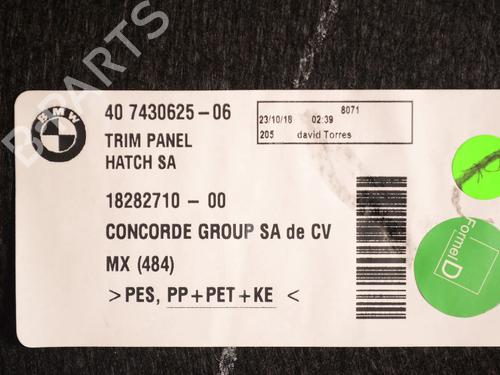 B-PARTS
BMW
40 7430625-06
TRIM PANEL
HATCH SA
8071
23/10/18 02:39
205 david Torres
18282710 - 00
CONCORDE GROUP SA de CV
MX (484)
>PES, PP+PET+KE <
Formel D